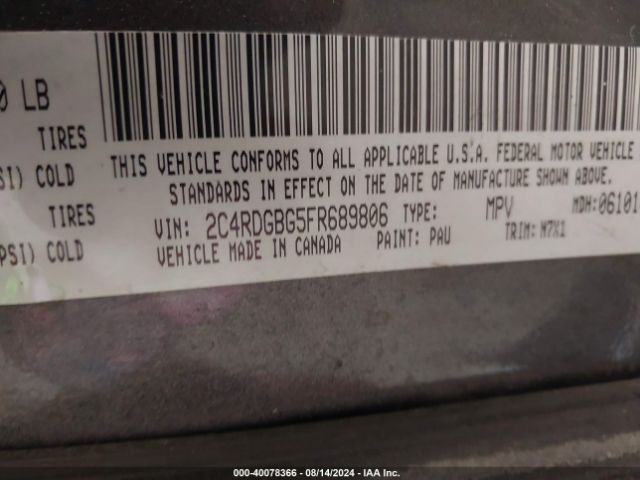 0 LB
TIRES
SI) COLD
TIRES
PSI) COLD
THIS VEHICLE CONFORMS TO ALL APPLICABLE U.S.A. FEDERAL MOTOR VEHICLE
STANDARDS IN EFFECT ON THE DATE OF MANUFACTURE SHOWN ABOVE.
VIN: 2C4RDGBG5FR689806 TYPE: MPV MDH: 06101
VEHICLE MADE IN CANADA PAINT: PAU TRIM: M7X1
000-40078366 - 08/14/2024 - IAA Inc.